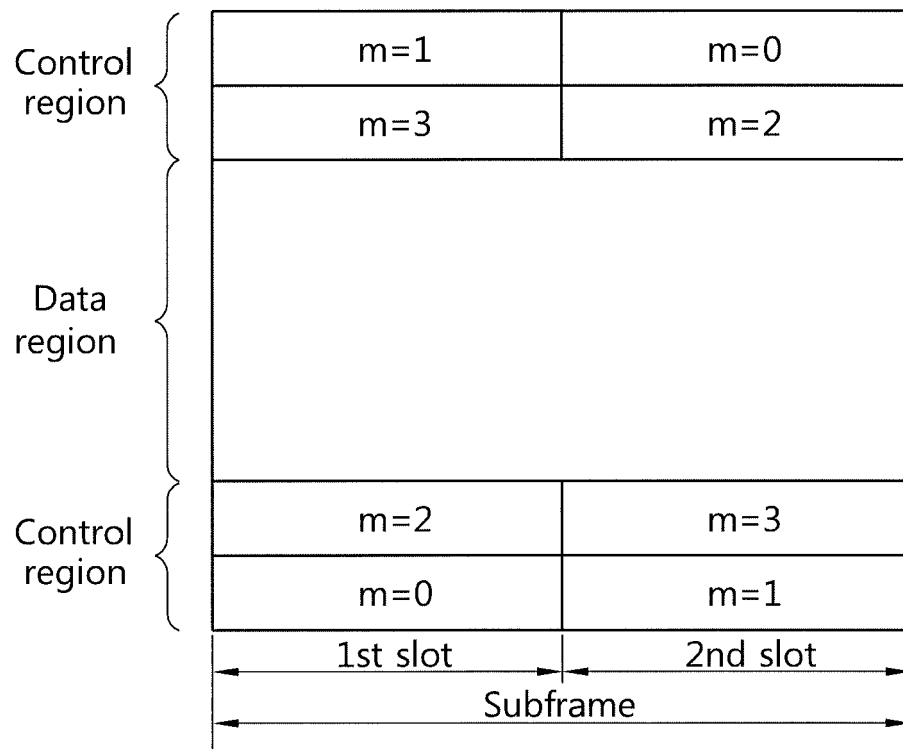 Control
region
m=1
m=0
m=3
m=2
Data
region
Control
region
m=2
m=3
m=0
m=1
1st slot
2nd slot
Subframe